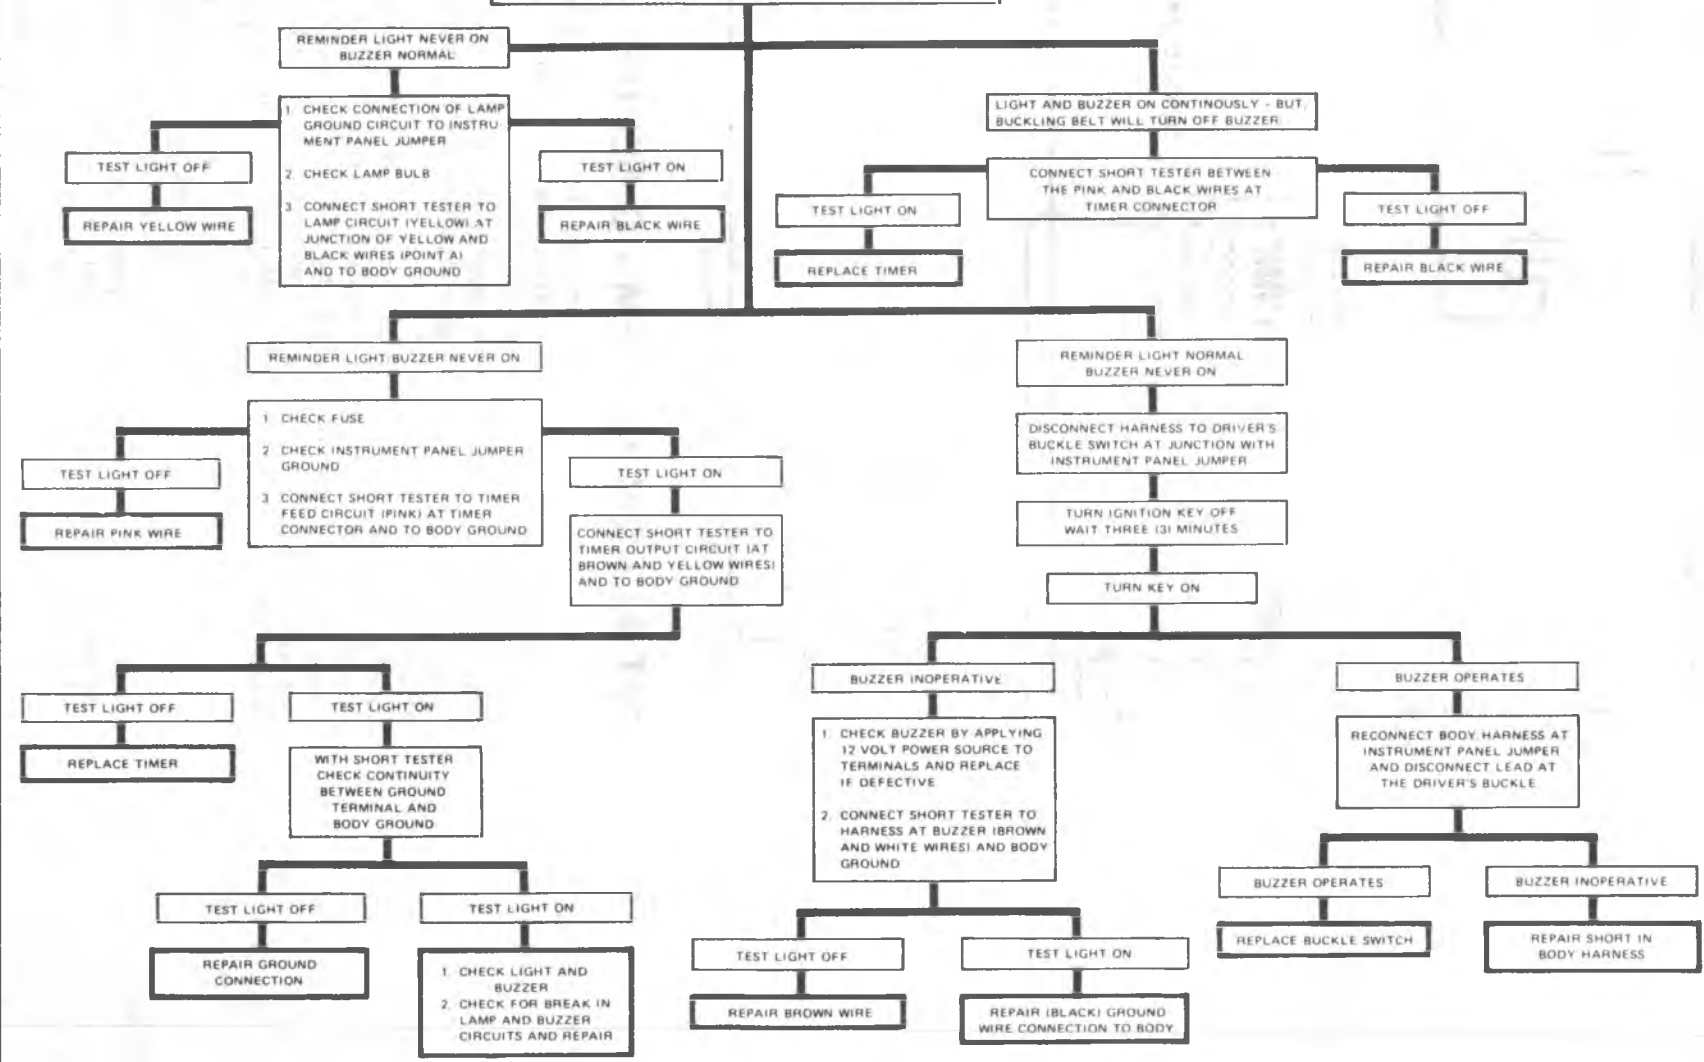 REMINDER LIGHT NEVER ON
BUZZER NORMAL
1. CHECK CONNECTION OF LAMP
GROUND CIRCUIT TO INSTRU-
MENT PANEL JUMPER
2. CHECK LAMP BULB
3. CONNECT SHORT TESTER TO
LAMP CIRCUIT (YELLOW) AT
JUNCTION OF YELLOW AND
BLACK WIRES (POINT A)
AND TO BODY GROUND
TEST LIGHT OFF
REPAIR YELLOW WIRE
TEST LIGHT ON
REPAIR BLACK WIRE
LIGHT AND BUZZER ON CONTINOUSLY - BUT
BUCKLING BELT WILL TURN OFF BUZZER
CONNECT SHORT TESTER BETWEEN
THE PINK AND BLACK WIRES AT
TIMER CONNECTOR
TEST LIGHT ON
REPLACE TIMER
TEST LIGHT OFF
REPAIR BLACK WIRE
REMINDER LIGHT/BUZZER NEVER ON
1 CHECK FUSE
2 CHECK INSTRUMENT PANEL JUMPER
GROUND
3 CONNECT SHORT TESTER TO TIMER
FEED CIRCUIT (PINK) AT TIMER
CONNECTOR AND TO BODY GROUND
TEST LIGHT OFF
REPAIR PINK WIRE
TEST LIGHT ON
CONNECT SHORT TESTER TO
TIMER OUTPUT CIRCUIT (AT
BROWN AND YELLOW WIRES)
AND TO BODY GROUND
TEST LIGHT OFF
REPLACE TIMER
TEST LIGHT ON
WITH SHORT TESTER
CHECK CONTINUITY
BETWEEN GROUND
TERMINAL AND
BODY GROUND
TEST LIGHT OFF
REPAIR GROUND
CONNECTION
TEST LIGHT ON
1. CHECK LIGHT AND
BUZZER
2. CHECK FOR BREAK IN
LAMP AND BUZZER
CIRCUITS AND REPAIR
REMINDER LIGHT NORMAL
BUZZER NEVER ON
DISCONNECT HARNESS TO DRIVER'S
BUCKLE SWITCH AT JUNCTION WITH
INSTRUMENT PANEL JUMPER
TURN IGNITION KEY OFF
WAIT THREE (3) MINUTES
TURN KEY ON
BUZZER INOPERATIVE
1. CHECK BUZZER BY APPLYING
12 VOLT POWER SOURCE TO
TERMINALS AND REPLACE
IF DEFECTIVE
2. CONNECT SHORT TESTER TO
HARNESS AT BUZZER (BROWN
AND WHITE WIRES) AND BODY
GROUND
TEST LIGHT OFF
REPAIR BROWN WIRE
TEST LIGHT ON
REPAIR (BLACK) GROUND
WIRE CONNECTION TO BODY
BUZZER OPERATES
RECONNECT BODY HARNESS AT
INSTRUMENT PANEL JUMPER
AND DISCONNECT LEAD AT
THE DRIVER'S BUCKLE
BUZZER OPERATES
REPLACE BUCKLE SWITCH
BUZZER INOPERATIVE
REPAIR SHORT IN
BODY HARNESS